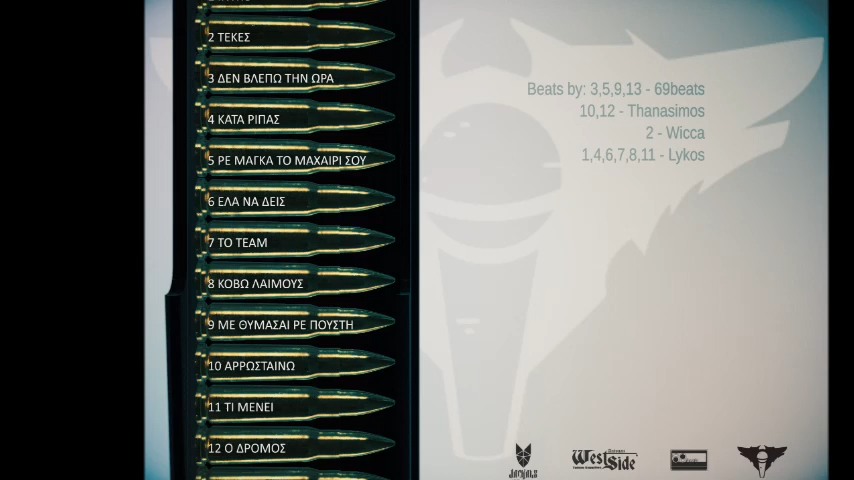 2 ΤΕΚΕΣ
3 ΔΕΝ ΒΛΕΠΩ ΤΗΝ ΩΡΑ
4 ΚΑΤΑ ΡΙΠΑΣ
5 ΡΕ ΜΑΓΚΑ ΤΟ ΜΑΧΑΙΡΙ ΣΟΥ
6 ΕΛΑ ΝΑ ΔΕΙΣ
7 ΤΟ TEAM
8 ΚΟΒΩ ΛΑΙΜΟΥΣ
9 ΜΕ ΘΥΜΑΣΑΙ ΡΕ ΠΟΥΣΤΗ
10 ΑΡΡΩΣΤΑΙΝΩ
11 ΤΙ ΜΕΝΕΙ
12 Ο ΔΡΟΜΟΣ
Beats by: 3,5,9,13 - 69beats
10,12 - Thanasimos
2 - Wicca
1,4,6,7,8,11 - Lykos
West Side